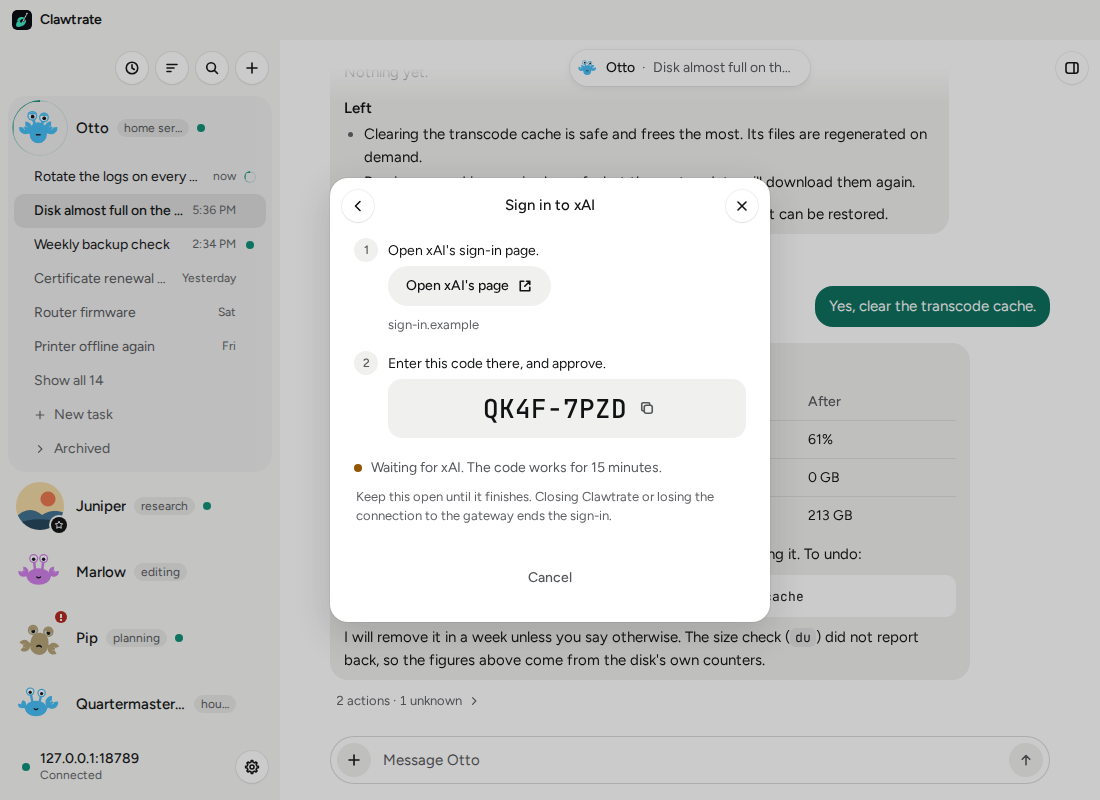 Clawtrate
Otto
home ser…
Rotate the logs on every … now
Disk almost full on the … 5:36 PM
Weekly backup check 2:34 PM
Certificate renewal … Yesterday
Router firmware Sat
Printer offline again Fri
Show all 14
New task
Archived
Juniper research
Marlow editing
Pip planning
Quartermaster… hou…
127.0.0.1:18789
Connected
Otto · Disk almost full on th…
Nothing yet.
Left
Clearing the transcode cache is safe and frees the most. Its files are regenerated on
demand.
download them again.
t can be restored.
Yes, clear the transcode cache.
Sign in to xAI
1 Open xAI's sign-in page.
Open xAI's page
sign-in.example
2 Enter this code there, and approve.
QK4F-7PZD
Waiting for xAI. The code works for 15 minutes.
Keep this open until it finishes. Closing Clawtrate or losing the
connection to the gateway ends the sign-in.
Cancel
After
61%
0 GB
213 GB
ng it. To undo:
cache
I will remove it in a week unless you say otherwise. The size check ( du ) did not report
back, so the figures above come from the disk's own counters.
2 actions · 1 unknown
Message Otto